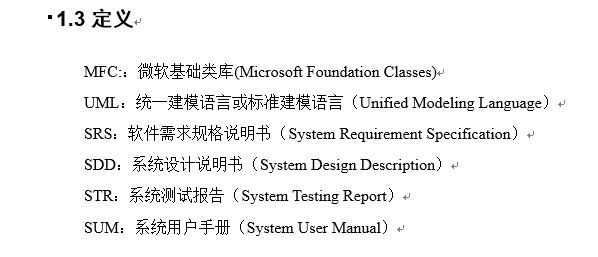 1.3 定义
MFC:：微软基础类库(Microsoft Foundation Classes)
UML：统一建模语言或标准建模语言（Unified Modeling Language）
SRS：软件需求规格说明书（System Requirement Specification）
SDD：系统设计说明书（System Design Description）
STR：系统测试报告（System Testing Report）
SUM：系统用户手册（System User Manual）